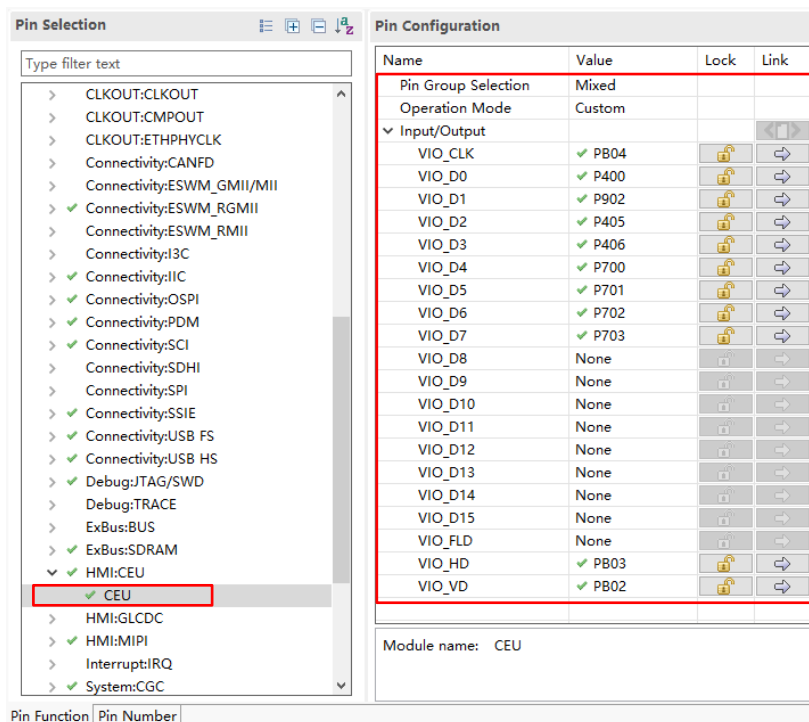 Pin Selection
Type filter text
CLKOUT:CLKOUT
CLKOUT:CMPOUT
CLKOUT:ETHPHYCLK
Connectivity:CANFD
Connectivity:ESWM_GMII/MII
Connectivity:ESWM_RGMII
Connectivity:ESWM_RMII
Connectivity:I3C
Connectivity:IIC
Connectivity:OSPI
Connectivity:PDM
Connectivity:SCI
Connectivity:SDHI
Connectivity:SPI
Connectivity:SSIE
Connectivity:USB FS
Connectivity:USB HS
Debug:JTAG/SWD
Debug:TRACE
ExBus:BUS
ExBus:SDRAM
HMI:CEU
CEU
HMI:GLCDC
HMI:MIPI
Interrupt:IRQ
System:CGC
Pin Function Pin Number
Pin Configuration
Name Value Lock Link
Pin Group Selection Mixed
Operation Mode Custom
Input/Output
VIO_CLK PB04
VIO_D0 P400
VIO_D1 P902
VIO_D2 P405
VIO_D3 P406
VIO_D4 P700
VIO_D5 P701
VIO_D6 P702
VIO_D7 P703
VIO_D8 None
VIO_D9 None
VIO_D10 None
VIO_D11 None
VIO_D12 None
VIO_D13 None
VIO_D14 None
VIO_D15 None
VIO_FLD None
VIO_HD PB03
VIO_VD PB02
Module name: CEU